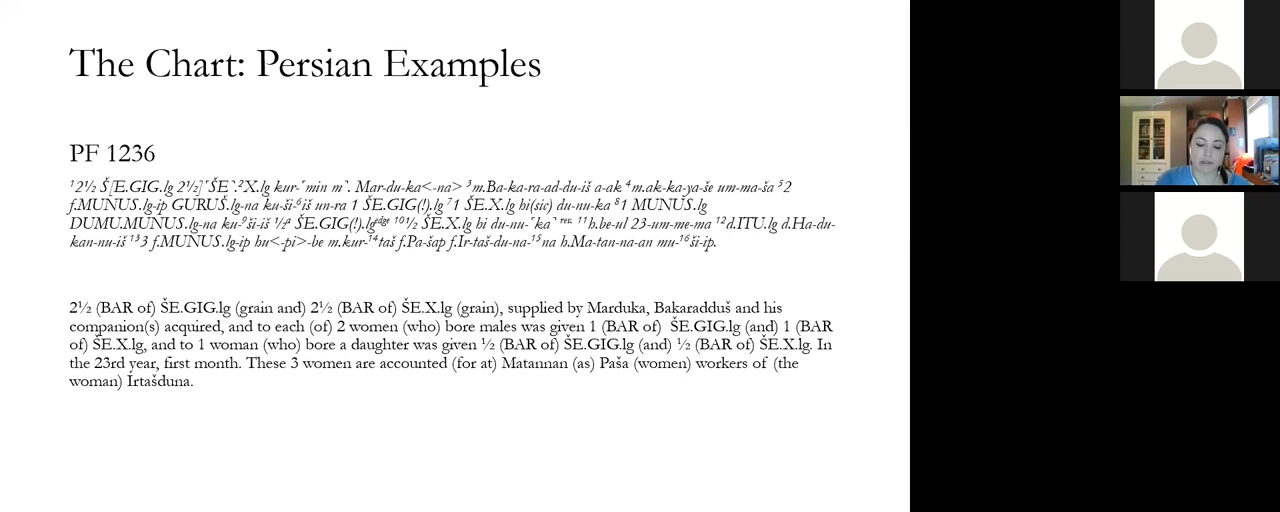 The Chart: Persian Examples
PF 1236
¹2½ Š[E.GIG.lg 2½]⌜ŠE⌝.²X.lg kur-⌜min m⌝. Mar-du-ka<-na> ³m.Ba-ka-ra-ad-du-iš a-ak ⁴m.ak-ka-ya-še um-ma-ša ⁵2
f.MUNUS.lg-ip GURUŠ.lg-na ku-ši-⁶iš un-ra 1 ŠE.GIG(!).lg ⁷1 ŠE.X.lg hi(sic) du-nu-ka ⁸1 MUNUS.lg
DUMU.MUNUS.lg-na ku-⁹ši-iš ½ª ŠE.GIG(!).lgᵉᵈᵍᵉ ¹⁰½ ŠE.X.lg hi du-nu-⌜ka⌝ ʳᵉᵛ· ¹¹h.be-ul 23-um-me-ma ¹²d.ITU.lg d.Ha-du-
kan-nu-iš ¹³3 f.MUNUS.lg-ip hu<-pi>-be m.kur-¹⁴taš f.Pa-šap f.Ir-taš-du-na-¹⁵na h.Ma-tan-na-an mu-¹⁶ši-ip.
2½ (BAR of) ŠE.GIG.lg (grain and) 2½ (BAR of) ŠE.X.lg (grain), supplied by Marduka, Bakaradduš and his
companion(s) acquired, and to each (of) 2 women (who) bore males was given 1 (BAR of) ŠE.GIG.lg (and) 1 (BAR
of) ŠE.X.lg, and to 1 woman (who) bore a daughter was given ½ (BAR of) ŠE.GIG.lg (and) ½ (BAR of) ŠE.X.lg. In
the 23rd year, first month. These 3 women are accounted (for at) Matannan (as) Paša (women) workers of (the
woman) Irtašduna.